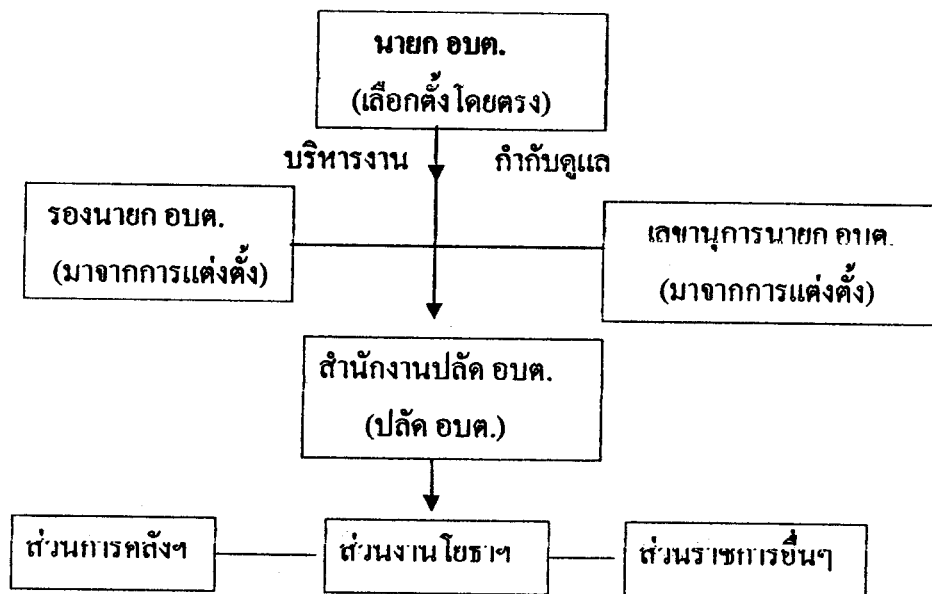 นายก อบต.
(เลือกตั้งโดยตรง)
บริหารงาน กำกับดูแล
รองนายก อบต.
(มาจากการแต่งตั้ง)
เลขานุการนายก อบต.
(มาจากการแต่งตั้ง)
สำนักงานปลัด อบต.
(ปลัด อบต.)
ส่วนการคลังฯ
ส่วนงานโยธาฯ
ส่วนราชการอื่นๆ